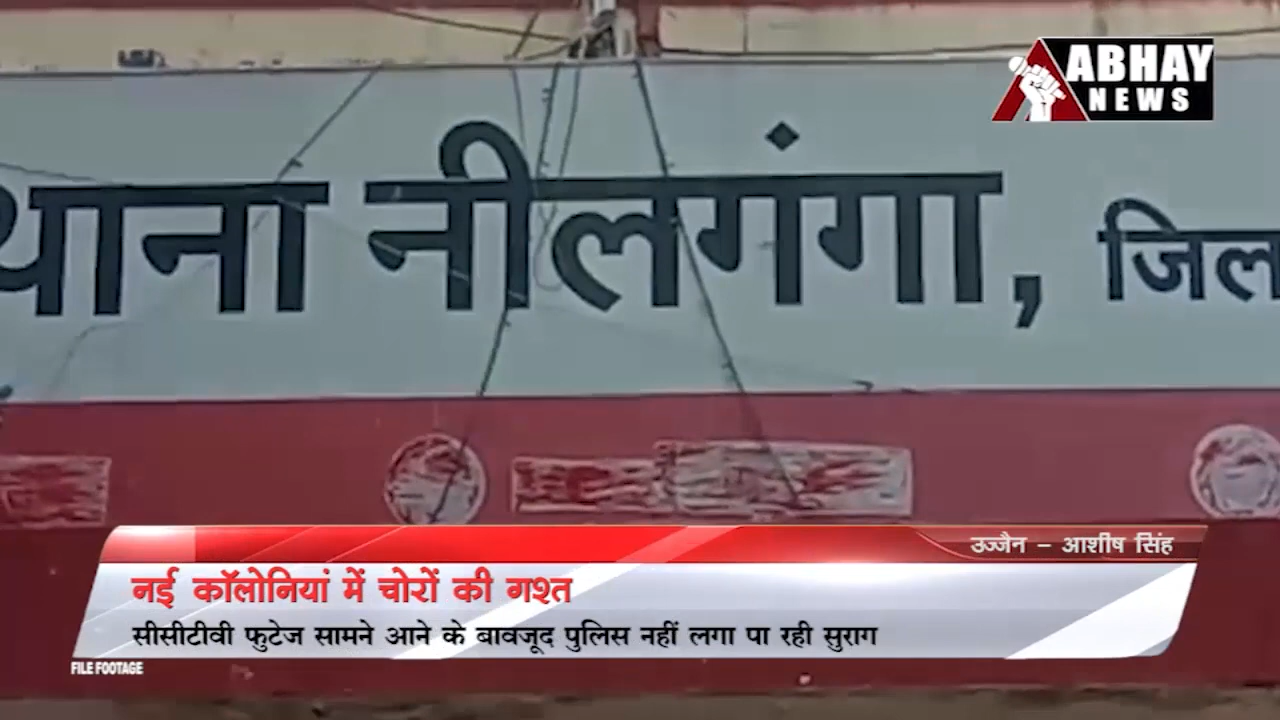 ABHAY
NEWS
थाना नीलगंगा, जिल
उज्जैन – आशीष सिंह
नई कॉलोनियां में चोरों की गश्त
सीसीटीवी फुटेज सामने आने के बावजूद पुलिस नहीं लगा पा रही सुराग
FILE FOOTAGE